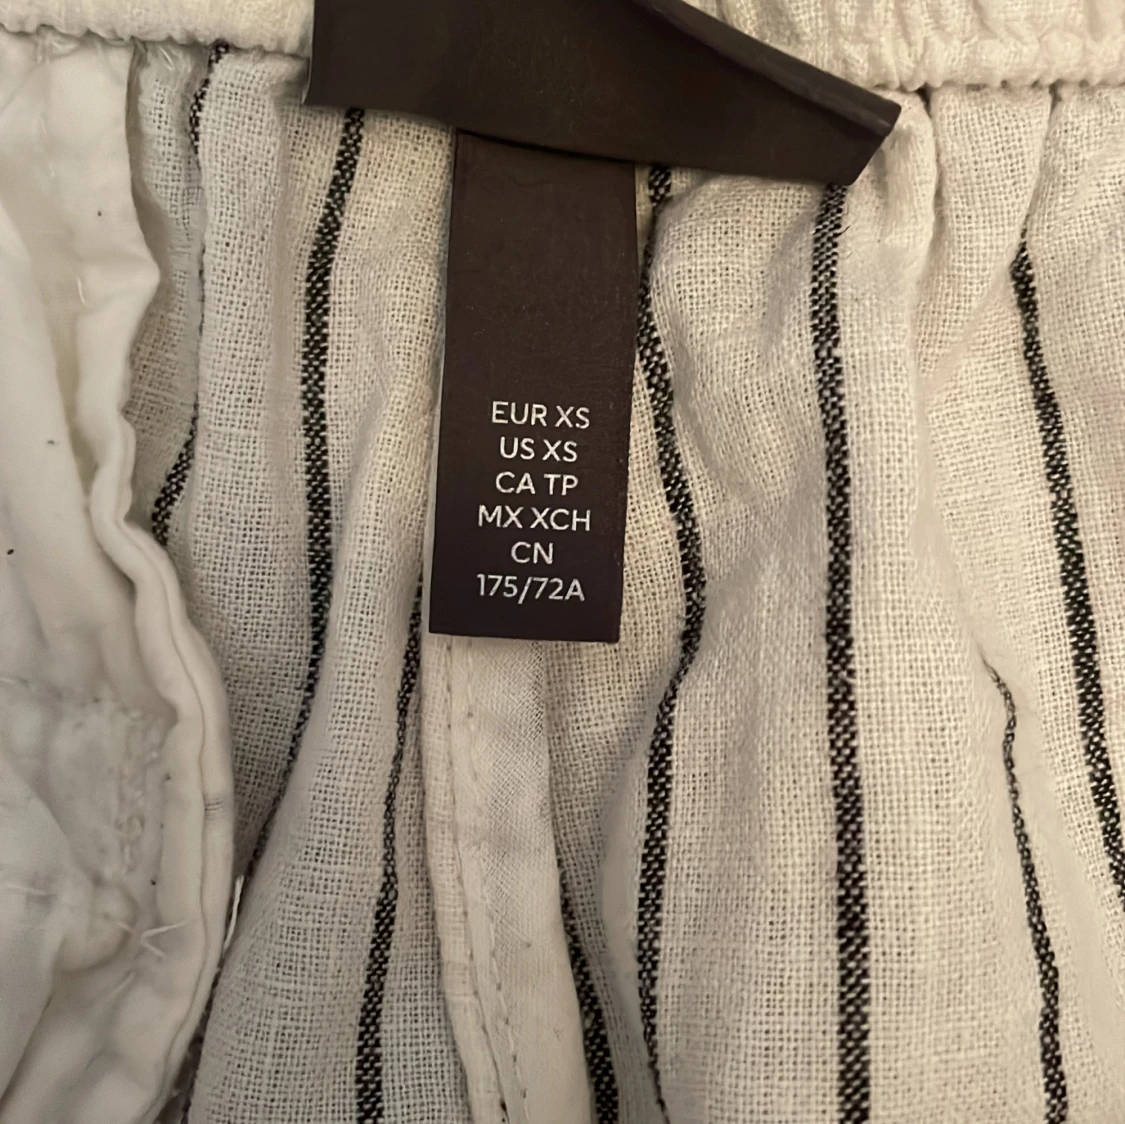 EUR XS
US XS
CA TP
MX XCH
CN
175/72A